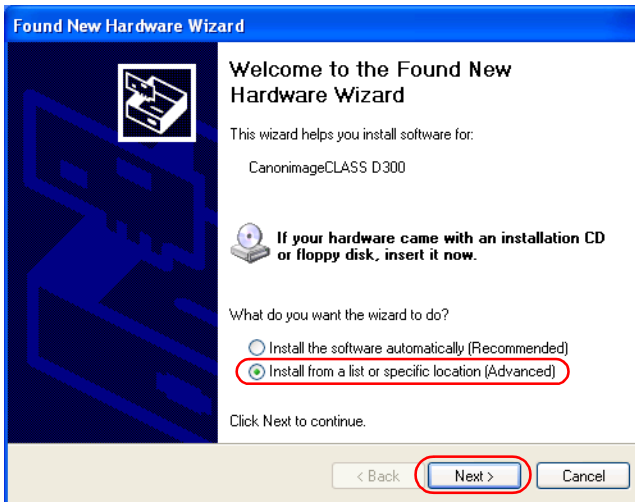 Found New Hardware Wizard
Welcome to the Found New
Hardware Wizard
This wizard helps you install software for:
CanonimageCLASS D300
If your hardware came with an installation CD
or floppy disk, insert it now.
What do you want the wizard to do?
Install the software automatically (Recommended)
Install from a list or specific location (Advanced)
Click Next to continue.
< Back Next > Cancel